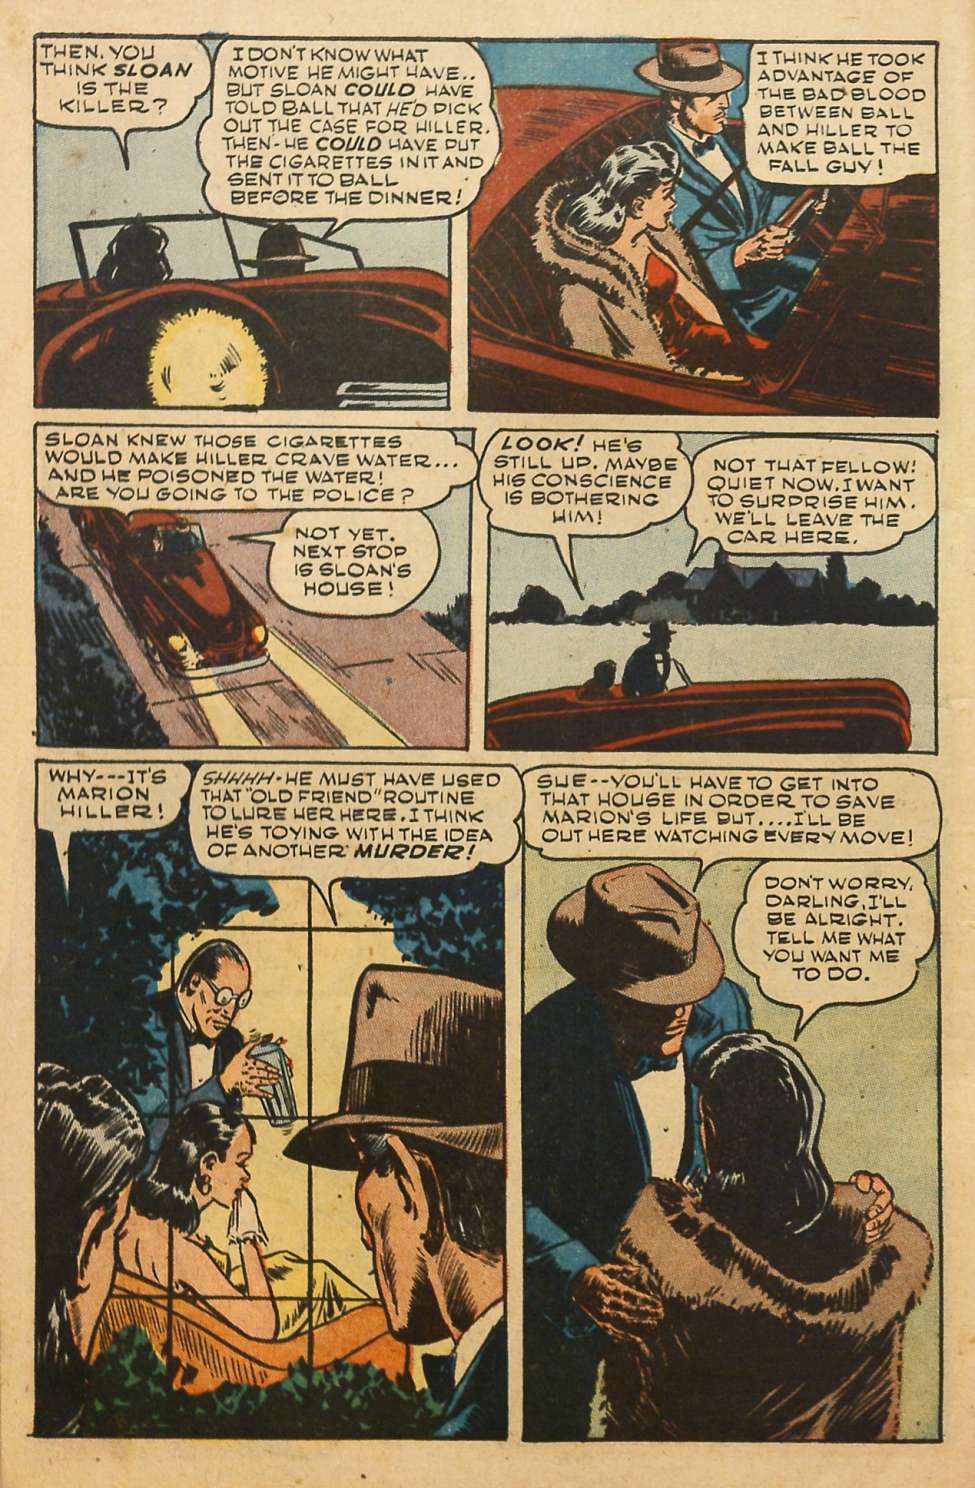 THEN, YOU
THINK SLOAN
IS THE
KILLER?
I DON'T KNOW WHAT
MOTIVE HE MIGHT HAVE..
BUT SLOAN COULD HAVE
TOLD BALL THAT HE'D PICK
OUT THE CASE FOR HILLER.
THEN-HE COULD HAVE PUT
THE CIGARETTES IN IT AND
SENT IT TO BALL
BEFORE THE DINNER!
I THINK HE TOOK
ADVANTAGE OF
THE BAD BLOOD
BETWEEN BALL
AND HILLER TO
MAKE BALL THE
FALL GUY!
SLOAN KNEW THOSE CIGARETTES
WOULD MAKE HILLER CRAVE WATER...
AND HE POISONED THE WATER!
ARE YOU GOING TO THE POLICE?
NOT YET.
NEXT STOP
IS SLOAN'S
HOUSE!
LOOK! HE'S
STILL UP. MAYBE
HIS CONSCIENCE
IS BOTHERING
HIM!
NOT THAT FELLOW!
QUIET NOW. I WANT
TO SURPRISE HIM.
WE'LL LEAVE THE
CAR HERE.
WHY---IT'S
MARION
HILLER!
SHHHH-HE MUST HAVE USED
THAT "OLD FRIEND" ROUTINE
TO LURE HER HERE. I THINK
HE'S TOYING WITH THE IDEA
OF ANOTHER MURDER!
SUE--YOU'LL HAVE TO GET INTO
THAT HOUSE IN ORDER TO SAVE
MARION'S LIFE BUT....I'LL BE
OUT HERE WATCHING EVERY MOVE!
DON'T WORRY,
DARLING, I'LL
BE ALRIGHT.
TELL ME WHAT
YOU WANT ME
TO DO.